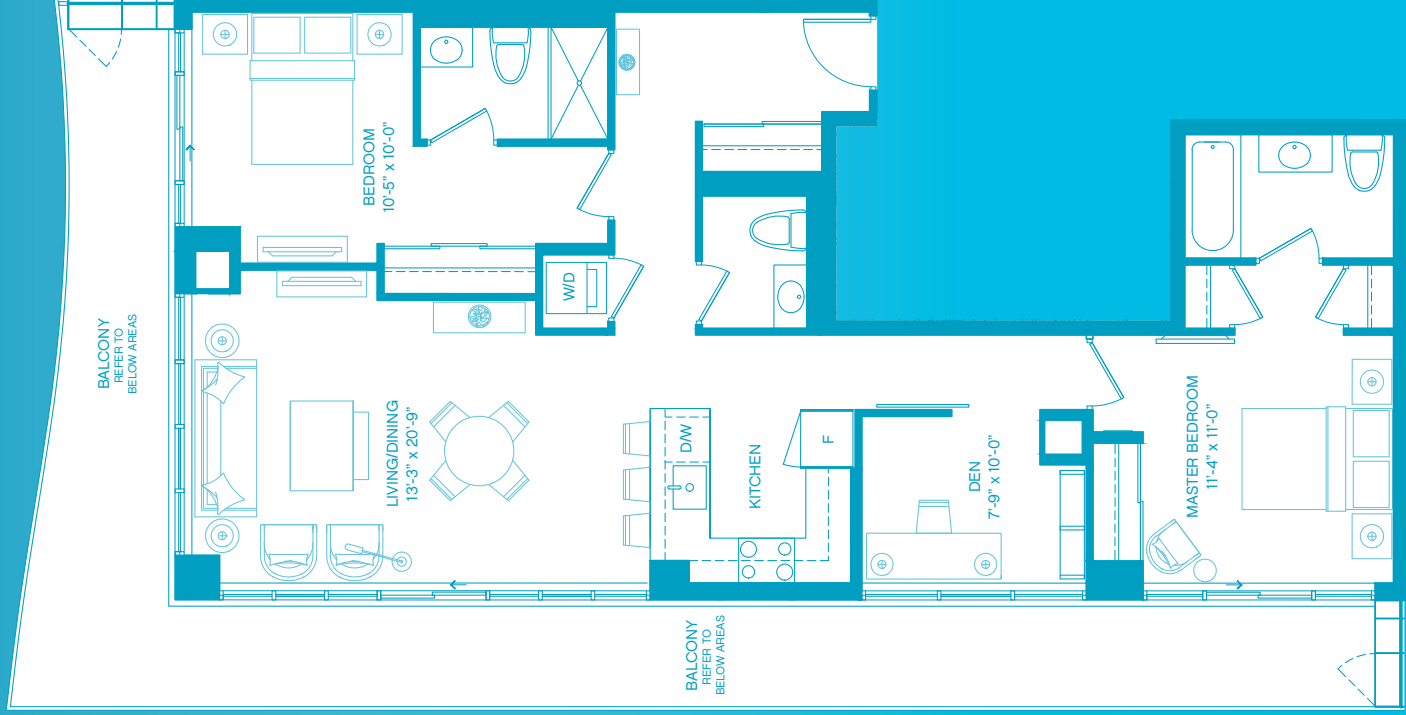 BEDROOM
10'-5" x 10'-0"
W/D
BALCONY
REFER TO
BELOW AREAS
LIVING/DINING
13'-3" x 20'-9"
D/W
KITCHEN
F
DEN
7'-9" x 10'-0"
MASTER BEDROOM
11'-4" x 11'-0"
BALCONY
REFER TO
BELOW AREAS